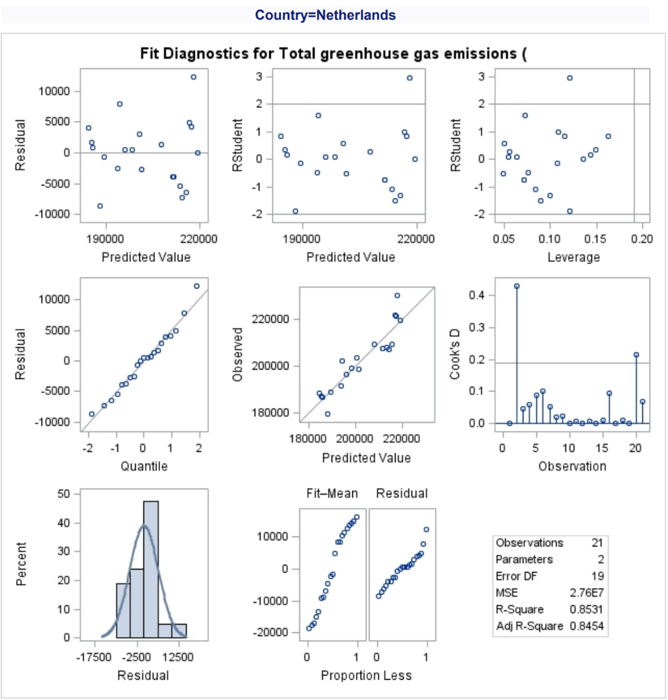 Country=Netherlands
Fit Diagnostics for Total greenhouse gas emissions (
Residual
10000
5000
0
-5000
-10000
190000
220000
Predicted Value
RStudent
3
2
1
0
-1
-2
190000
220000
Predicted Value
RStudent
3
2
1
0
-1
-2
0.05
0.10
0.15
0.20
Leverage
Residual
10000
5000
0
-5000
-10000
-2
-1
0
1
2
Quantile
Observed
220000
200000
180000
180000
200000
220000
Predicted Value
Cook's D
0.4
0.3
0.2
0.1
0.0
0
5
10
15
20
Observation
Percent
50
40
30
20
10
0
-17500
-2500
12500
Residual
Fit–Mean
Residual
10000
0
-10000
-20000
0
1
0
1
Proportion Less
Observations 21
Parameters 2
Error DF 19
MSE 2.76E7
R-Square 0.8531
Adj R-Square 0.8454